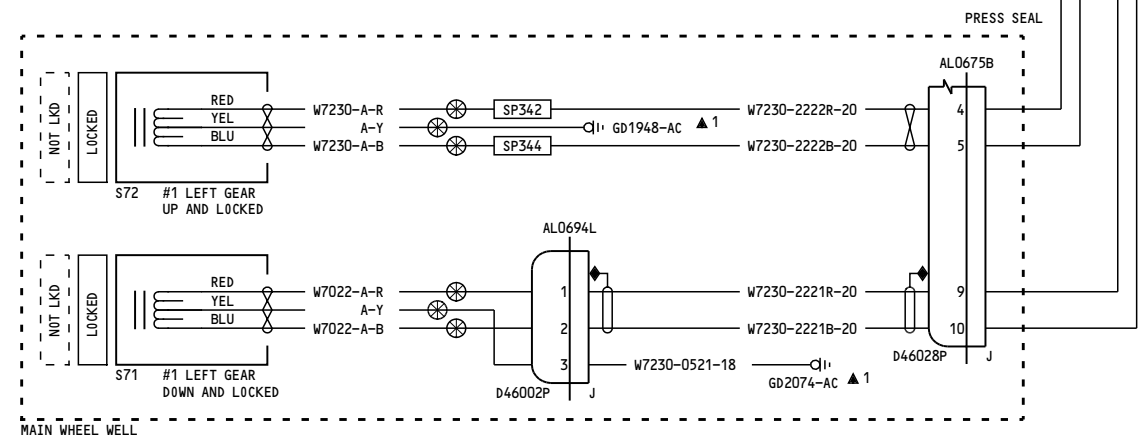 PRESS SEAL
AL0675B
NOT LKD
LOCKED
RED
YEL
BLU
W7230-A-R
A-Y
W7230-A-B
SP342
SP344
GD1948-AC 1
W7230-2222R-20
W7230-2222B-20
4
5
S72 #1 LEFT GEAR
UP AND LOCKED
AL0694L
NOT LKD
LOCKED
RED
YEL
BLU
W7022-A-R
A-Y
W7022-A-B
1
2
3
W7230-2221R-20
W7230-2221B-20
9
10
W7230-0521-18
GD2074-AC 1
D46028P J
S71 #1 LEFT GEAR
DOWN AND LOCKED
D46002P J
MAIN WHEEL WELL